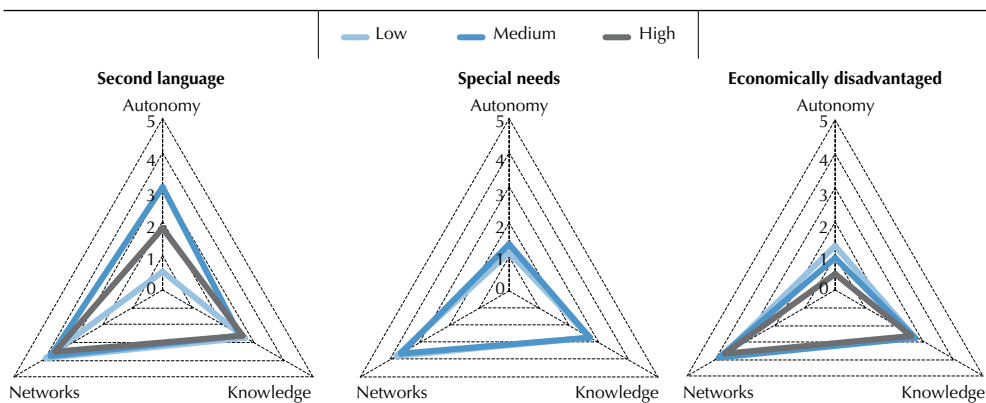 Low Medium High
Second language
Autonomy
5
4
3
2
1
0
Networks Knowledge
Special needs
Autonomy
5
4
3
2
1
0
Networks Knowledge
Economically disadvantaged
Autonomy
5
4
3
2
1
0
Networks Knowledge